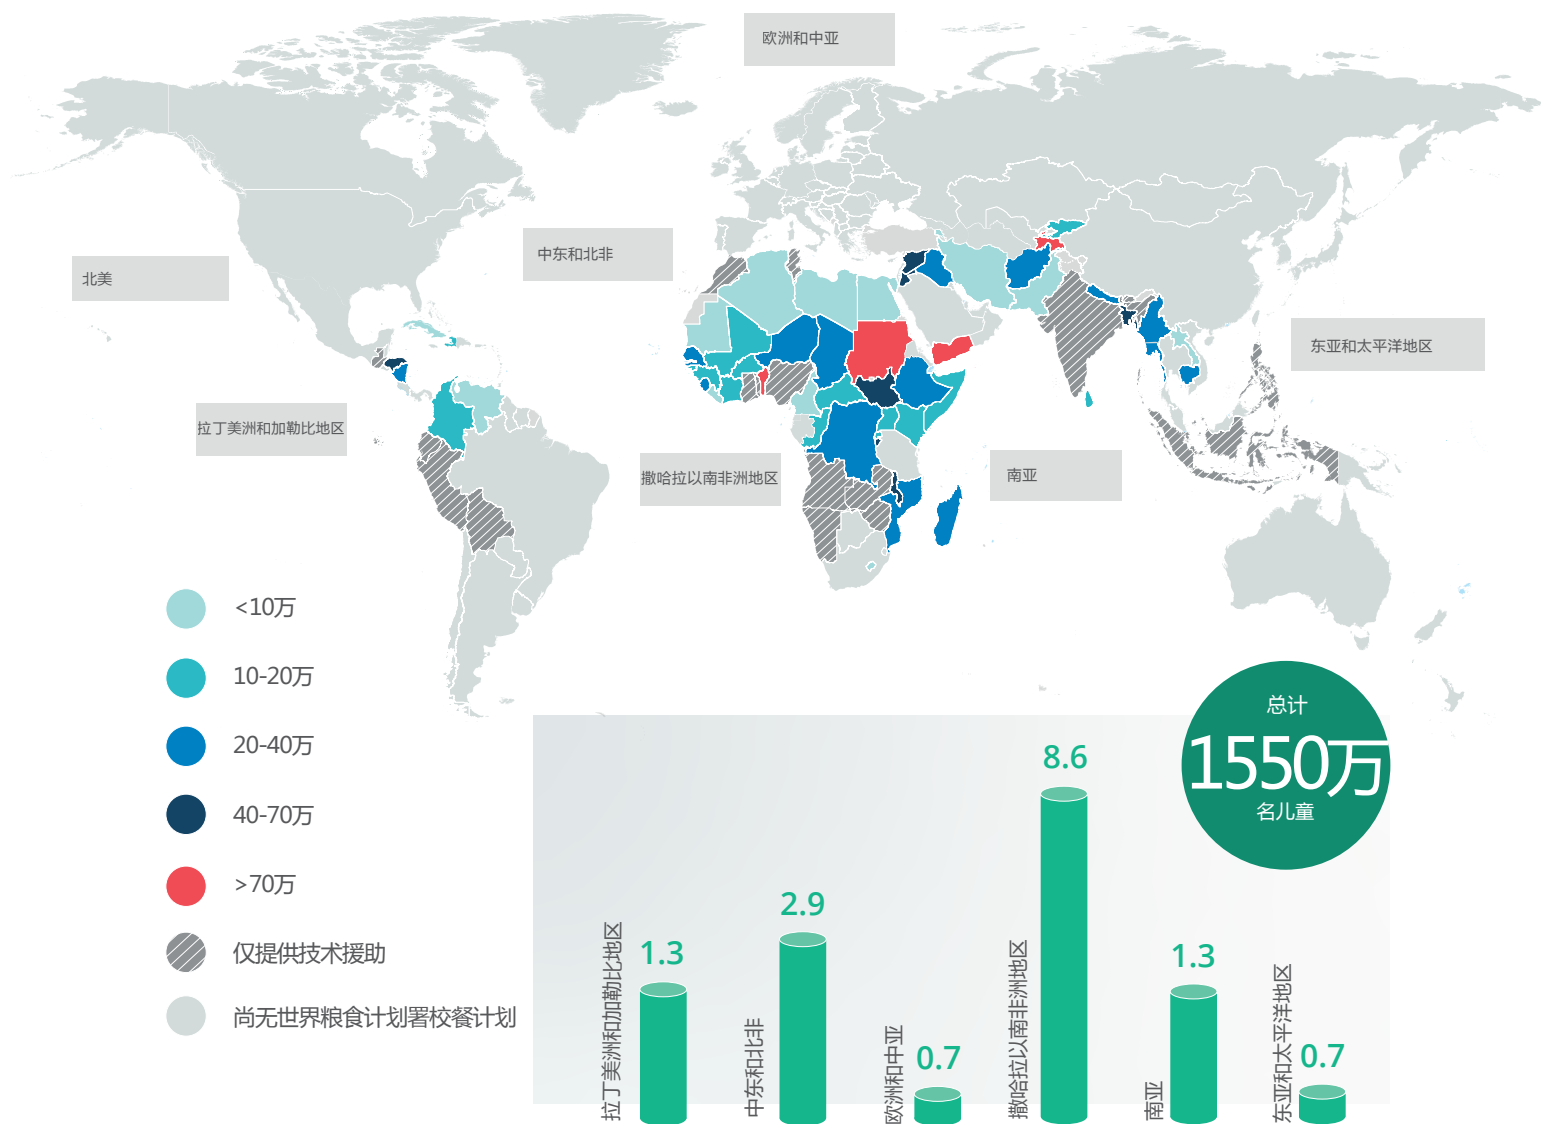 欧洲和中亚
中东和北非
北美
东亚和太平洋地区
拉丁美洲和加勒比地区
撒哈拉以南非洲地区
南亚
<10万
10-20万
20-40万
40-70万
>70万
仅提供技术援助
尚无世界粮食计划署校餐计划
总计
1550万
名儿童
拉丁美洲和加勒比地区
1.3
中东和北非
2.9
欧洲和中亚
0.7
撒哈拉以南非洲地区
8.6
南亚
1.3
东亚和太平洋地区
0.7